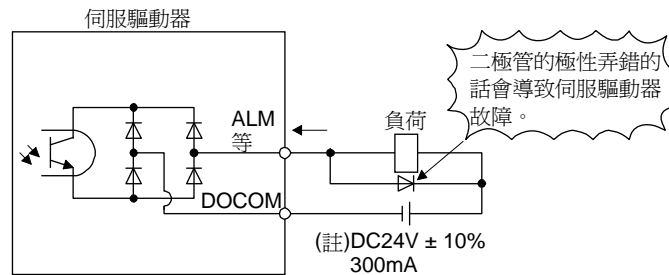 伺服驅動器
二極管的極性弄錯的
話會導致伺服驅動器
故障。
ALM
等
負荷
DOCOM
(註)DC24V ± 10%
300mA